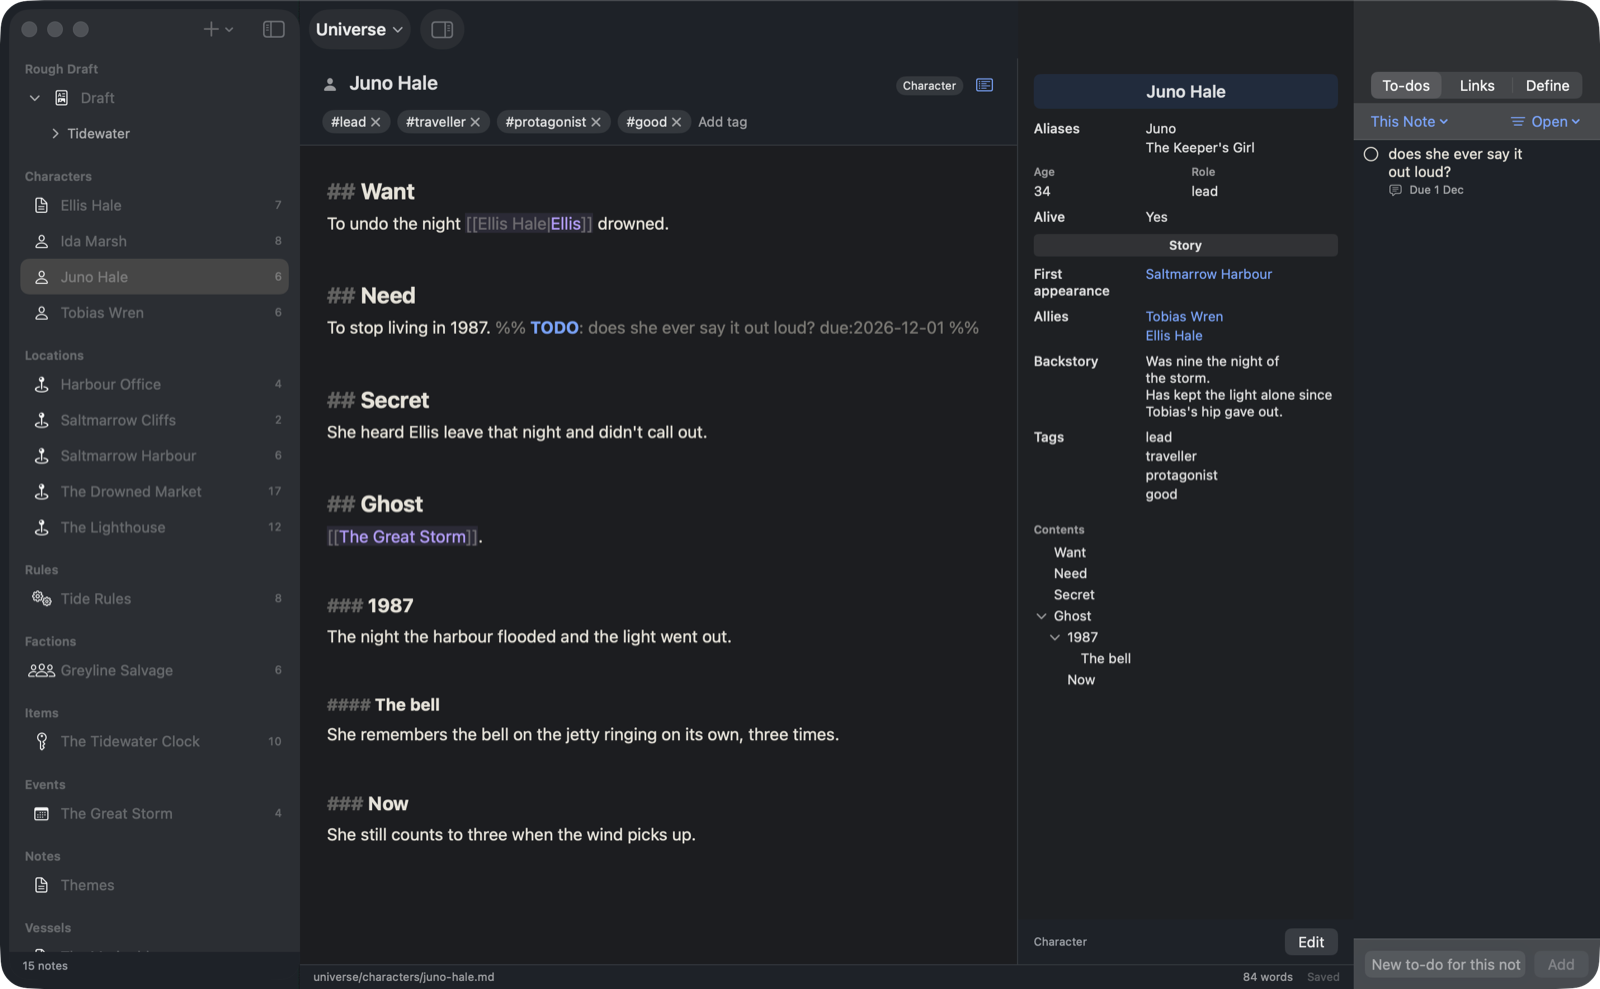 Rough Draft
Draft
Tidewater
Characters
Ellis Hale 7
Ida Marsh 8
Juno Hale 6
Tobias Wren 6
Locations
Harbour Office 4
Saltmarrow Cliffs 2
Saltmarrow Harbour 6
The Drowned Market 17
The Lighthouse 12
Rules
Tide Rules 8
Factions
Greyline Salvage 6
Items
The Tidewater Clock 10
Events
The Great Storm 4
Notes
Themes
Vessels
15 notes
Universe
Juno Hale
Character
#lead
#traveller
#protagonist
#good
Add tag
## Want
To undo the night [[Ellis Hale|Ellis]] drowned.
## Need
To stop living in 1987. %% TODO: does she ever say it out loud? due:2026-12-01 %%
## Secret
She heard Ellis leave that night and didn't call out.
## Ghost
[[The Great Storm]].
### 1987
The night the harbour flooded and the light went out.
#### The bell
She remembers the bell on the jetty ringing on its own, three times.
### Now
She still counts to three when the wind picks up.
universe/characters/juno-hale.md
84 words Saved
Juno Hale
Aliases Juno
The Keeper's Girl
Age Role
34 lead
Alive Yes
Story
First appearance Saltmarrow Harbour
Allies Tobias Wren
Ellis Hale
Backstory Was nine the night of
the storm.
Has kept the light alone since
Tobias's hip gave out.
Tags lead
traveller
protagonist
good
Contents
Want
Need
Secret
Ghost
1987
The bell
Now
Character Edit
To-dos Links Define
This Note Open
does she ever say it
out loud?
Due 1 Dec
New to-do for this not Add